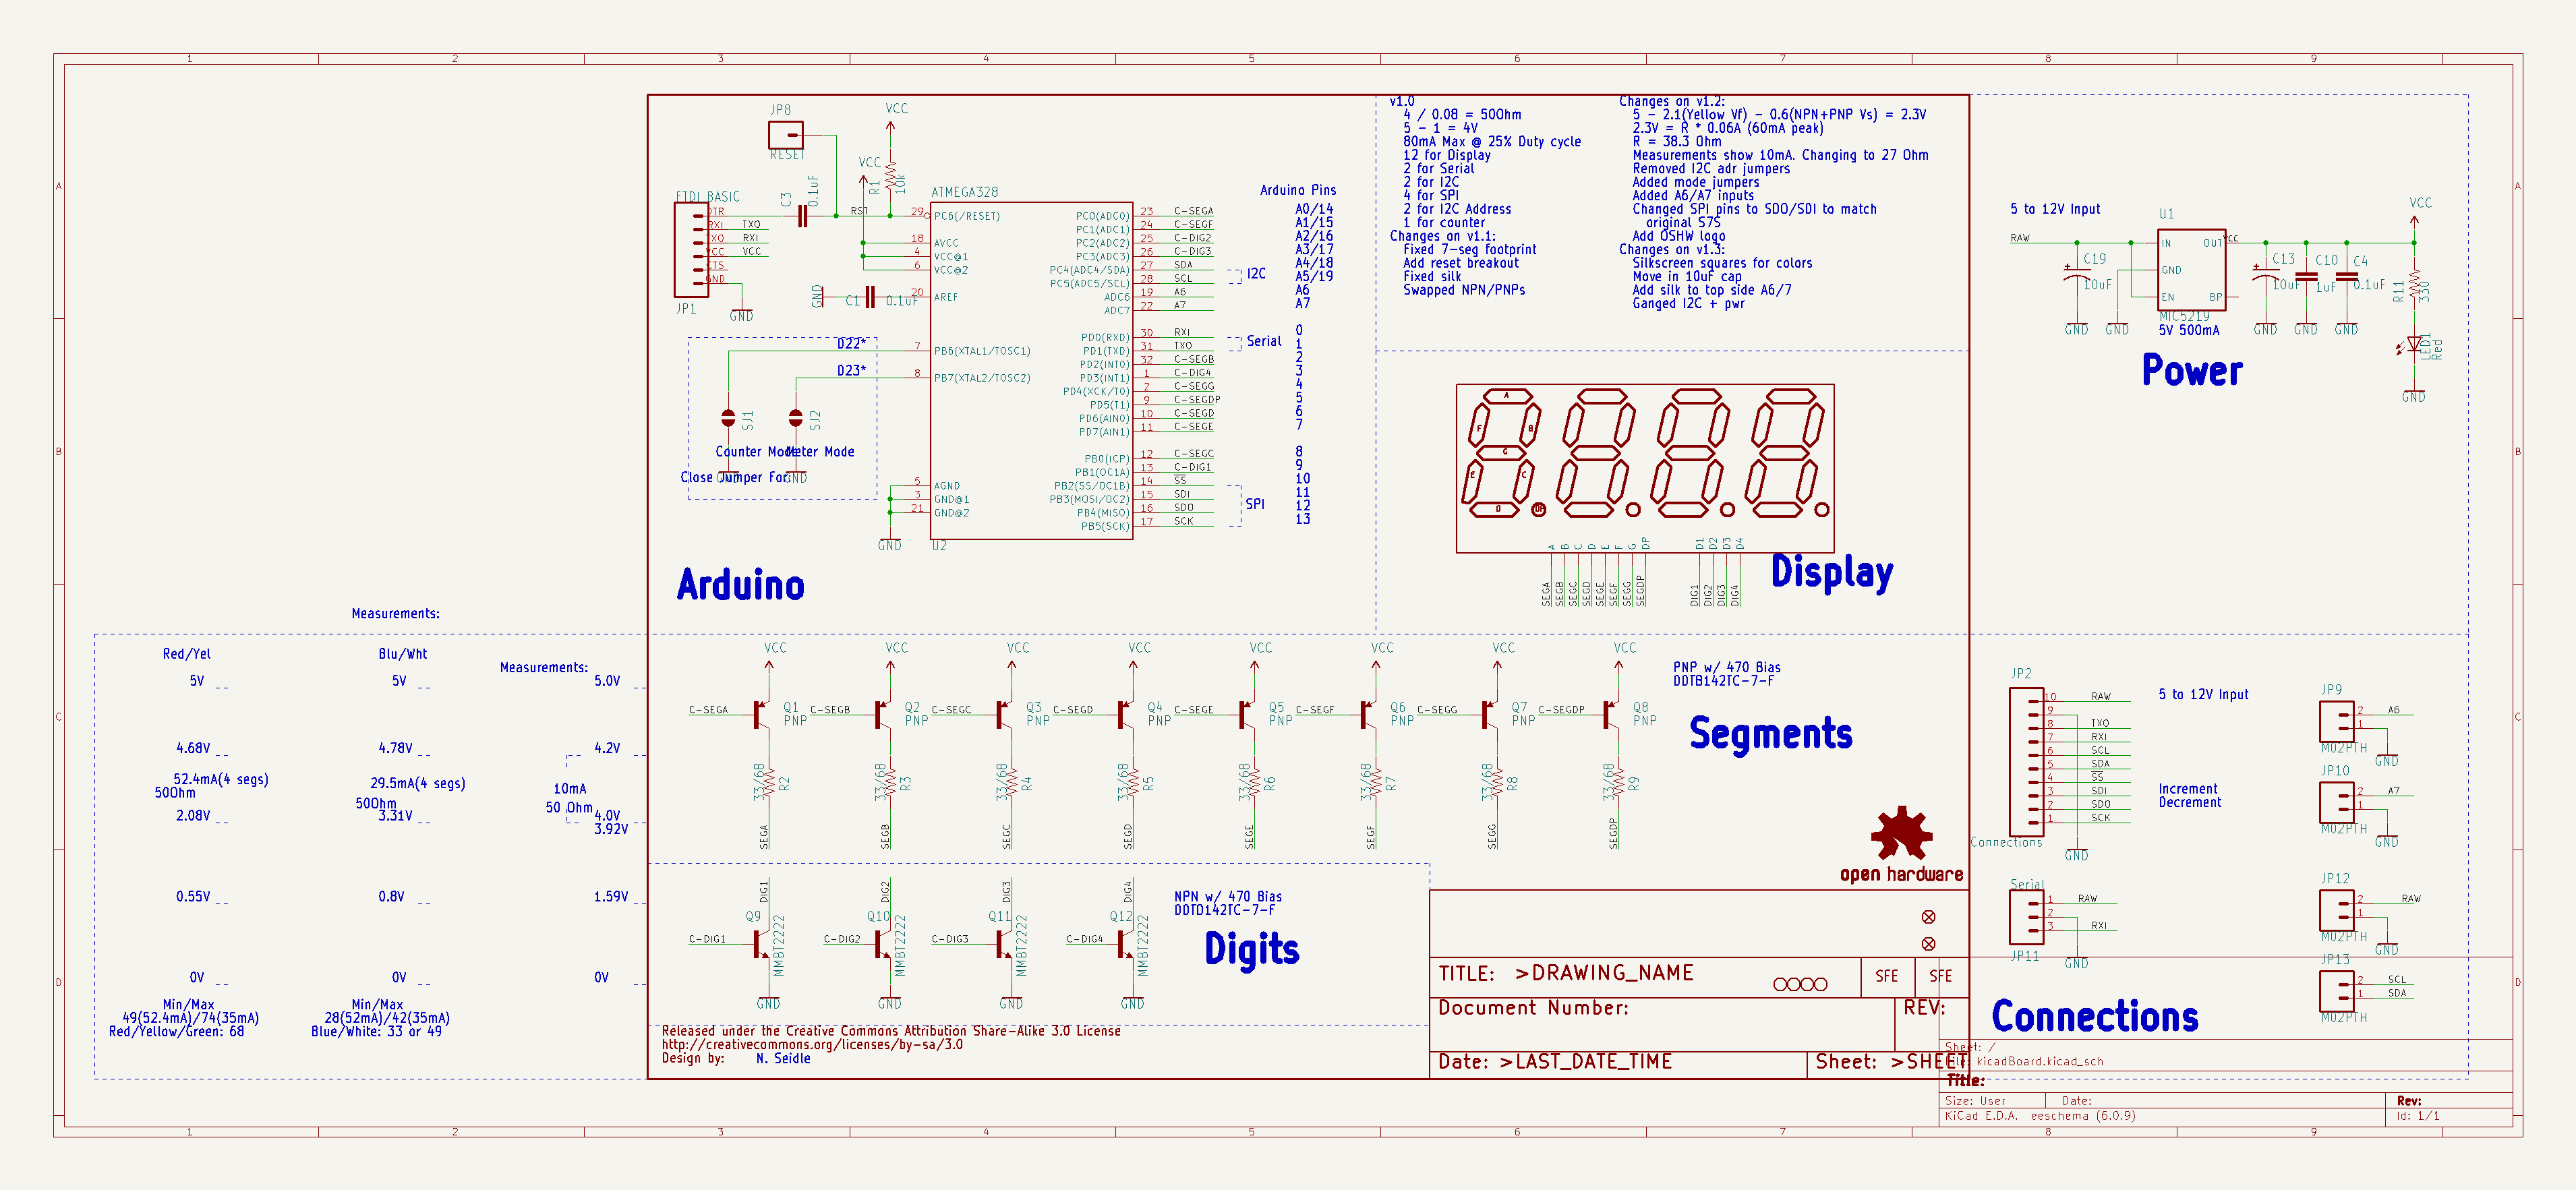 1 2 3 4 5 6 7 8 9
A
B
C
D
JP8
RESET
VCC
VCC
R1
10k
C3
0.1uF
RST
FTDI BASIC
DTR
RXI TXO
TXO RXI
VCC VCC
CTS
GND
JP1
GND
GND
C1 0.1uF
ATMEGA328
29 PC6(/RESET)
18 AVCC
4 VCC@1
6 VCC@2
20 AREF
7 PB6(XTAL1/TOSC1)
8 PB7(XTAL2/TOSC2)
5 AGND
3 GND@1
21 GND@2
GND
U2
PC0(ADC0) 23 C-SEGA
PC1(ADC1) 24 C-SEGF
PC2(ADC2) 25 C-DIG2
PC3(ADC3) 26 C-DIG3
PC4(ADC4/SDA) 27 SDA
PC5(ADC5/SCL) 28 SCL
ADC6 19 A6
ADC7 22 A7
PD0(RXD) 30 RXI
PD1(TXD) 31 TXO
PD2(INT0) 32 C-SEGB
PD3(INT1) 1 C-DIG4
PD4(XCK/T0) 2 C-SEGG
PD5(T1) 9 C-SEGDP
PD6(AIN0) 10 C-SEGD
PD7(AIN1) 11 C-SEGE
PB0(ICP) 12 C-SEGC
PB1(OC1A) 13 C-DIG1
PB2(SS/OC1B) 14 SS
PB3(MOSI/OC2) 15 SDI
PB4(MISO) 16 SDO
PB5(SCK) 17 SCK
I2C
Serial
SPI
Arduino Pins
A0/14
A1/15
A2/16
A3/17
A4/18
A5/19
A6
A7
0
1
2
3
4
5
6
7
8
9
10
11
12
13
D22*
D23*
SJ1
SJ2
Counter Mode
Meter Mode
Close Jumper For:
GND
GND
Arduino
v1.0
4 / 0.08 = 50Ohm
5 - 1 = 4V
80mA Max @ 25% Duty cycle
12 for Display
2 for Serial
2 for I2C
4 for SPI
2 for I2C Address
1 for counter
Changes on v1.1:
Fixed 7-seg footprint
Add reset breakout
Fixed silk
Swapped NPN/PNPs
Changes on v1.2:
5 - 2.1(Yellow Vf) - 0.6(NPN+PNP Vs) = 2.3V
2.3V = R * 0.06A (60mA peak)
R = 38.3 Ohm
Measurements show 10mA. Changing to 27 Ohm
Removed I2C adr jumpers
Added mode jumpers
Added A6/A7 inputs
Changed SPI pins to SDO/SDI to match
original S7S
Add OSHW logo
Changes on v1.3:
Silkscreen squares for colors
Move in 10uF cap
Add silk to top side A6/7
Ganged I2C + pwr
A
F B
G
E C
D DP
A B C D E F G DP D1 D2 D3 D4
SEGA SEGB SEGC SEGD SEGE SEGF SEGG SEGDP DIG1 DIG2 DIG3 DIG4
Display
5 to 12V Input
RAW
U1
IN OUT VCC
GND
EN BP
MIC5219
5V 500mA
C19
10uF
C13
10uF
C10
1uF
C4
0.1uF
VCC
R11
330
LED1
Red
GND GND GND GND GND
GND
Power
Measurements:
Red/Yel Blu/Wht Measurements:
5V 5V 5.0V
4.68V 4.78V 4.2V
52.4mA(4 segs) 29.5mA(4 segs) 10mA
50Ohm 50Ohm 50 Ohm
2.08V 3.31V 4.0V
3.92V
0.55V 0.8V 1.59V
0V 0V 0V
Min/Max Min/Max
49(52.4mA)/74(35mA) 28(52mA)/42(35mA)
Red/Yellow/Green: 68 Blue/White: 33 or 49
VCC VCC VCC VCC VCC VCC VCC VCC
C-SEGA Q1 PNP
C-SEGB Q2 PNP
C-SEGC Q3 PNP
C-SEGD Q4 PNP
C-SEGE Q5 PNP
C-SEGF Q6 PNP
C-SEGG Q7 PNP
C-SEGDP Q8 PNP
33/68 R2
33/68 R3
33/68 R4
33/68 R5
33/68 R6
33/68 R7
33/68 R8
33/68 R9
SEGA SEGB SEGC SEGD SEGE SEGF SEGG SEGDP
PNP w/ 470 Bias
DDTB142TC-7-F
Segments
DIG1 DIG2 DIG3 DIG4
C-DIG1 Q9 MMBT2222
C-DIG2 Q10 MMBT2222
C-DIG3 Q11 MMBT2222
C-DIG4 Q12 MMBT2222
GND GND GND GND
NPN w/ 470 Bias
DDTD142TC-7-F
Digits
open hardware
Released under the Creative Commons Attribution Share-Alike 3.0 License
http://creativecommons.org/licenses/by-sa/3.0
Design by: N. Seidle
TITLE: >DRAWING_NAME
SFE SFE
Document Number:
REV:
Date: >LAST_DATE_TIME
Sheet: >SHEET
JP2
10 RAW
9
8 TXO
7 RXI
6 SCL
5 SDA
4 SS
3 SDI
2 SDO
1 SCK
Connections
GND
5 to 12V Input
Increment
Decrement
JP9
2 A6
1
M02PTH
GND
JP10
2 A7
1
M02PTH
GND
Serial
1 RAW
2
3 RXI
JP11
GND
JP12
2 RAW
1
M02PTH
GND
JP13
2 SCL
1 SDA
M02PTH
Connections
Sheet: /
File: kicadBoard.kicad_sch
Title:
Size: User Date: Rev:
KiCad E.D.A. eeschema (6.0.9) Id: 1/1
A
B
C
D
1 2 3 4 5 6 7 8 9